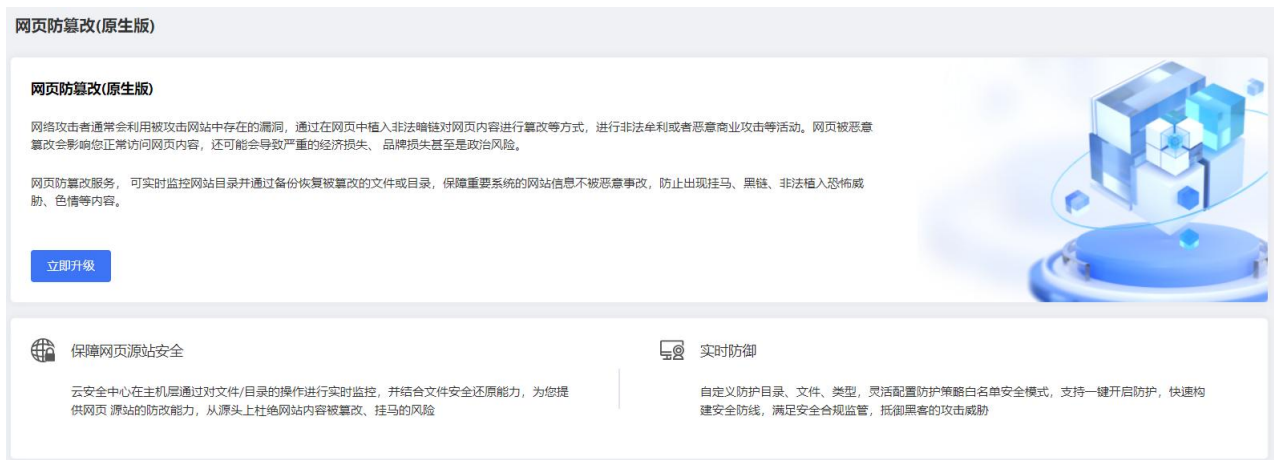 网页防篡改(原生版)
网页防篡改(原生版)
网络攻击者通常会利用被攻击网站中存在的漏洞，通过在网页中植入非法暗链对网页内容进行篡改等方式，进行非法牟利或者恶意商业攻击等活动。网页被恶意
篡改会影响您正常访问网页内容，还可能会导致严重的经济损失、 品牌损失甚至是政治风险。
网页防篡改服务， 可实时监控网站目录并通过备份恢复被篡改的文件或目录，保障重要系统的网站信息不被恶意事改，防止出现挂马、黑链、非法植入恐怖威
胁、色情等内容。
立即升级
保障网页源站安全
云安全中心在主机层通过对文件/目录的操作进行实时监控，并结合文件安全还原能力，为您提
供网页 源站的防改能力，从源头上杜绝网站内容被篡改、挂马的风险
实时防御
自定义防护目录、文件、类型，灵活配置防护策略白名单安全模式，支持一键开启防护，快速构
建安全防线，满足安全合规监管，抵御黑客的攻击威胁